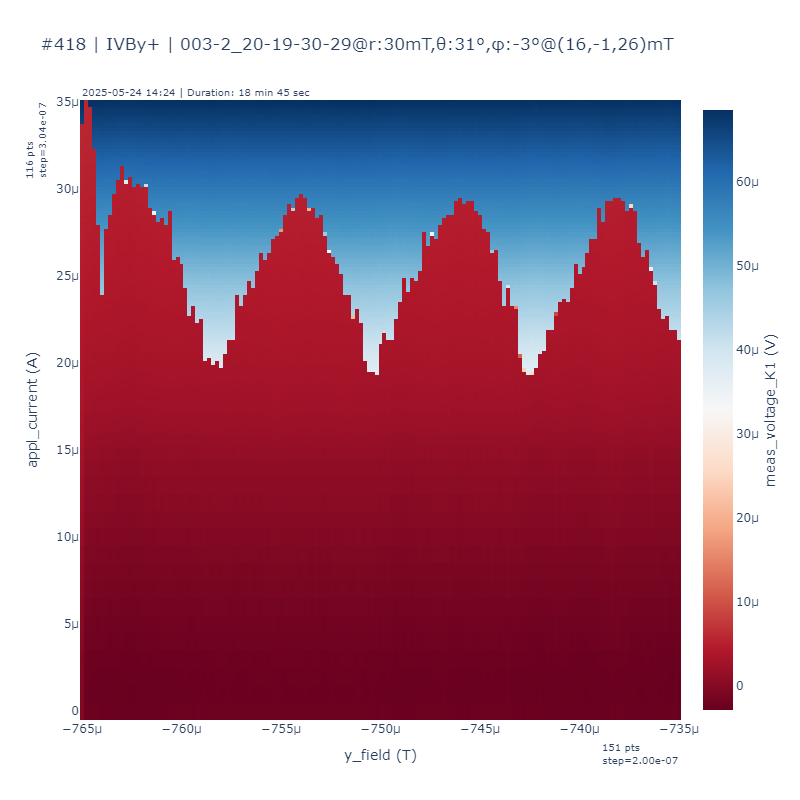 #418 | IVBy+ | 003-2_20-19-30-29@r:30mT,θ:31°,φ:-3°@(16,-1,26)mT
2025-05-24 14:24 | Duration: 18 min 45 sec
116 pts
step=3.04e-07
35µ
30µ
25µ
20µ
15µ
10µ
5µ
0
appl_current (A)
−765µ −760µ −755µ −750µ −745µ −740µ −735µ
y_field (T)
151 pts
step=2.00e-07
60µ
50µ
40µ
30µ
20µ
10µ
0
meas_voltage_K1 (V)